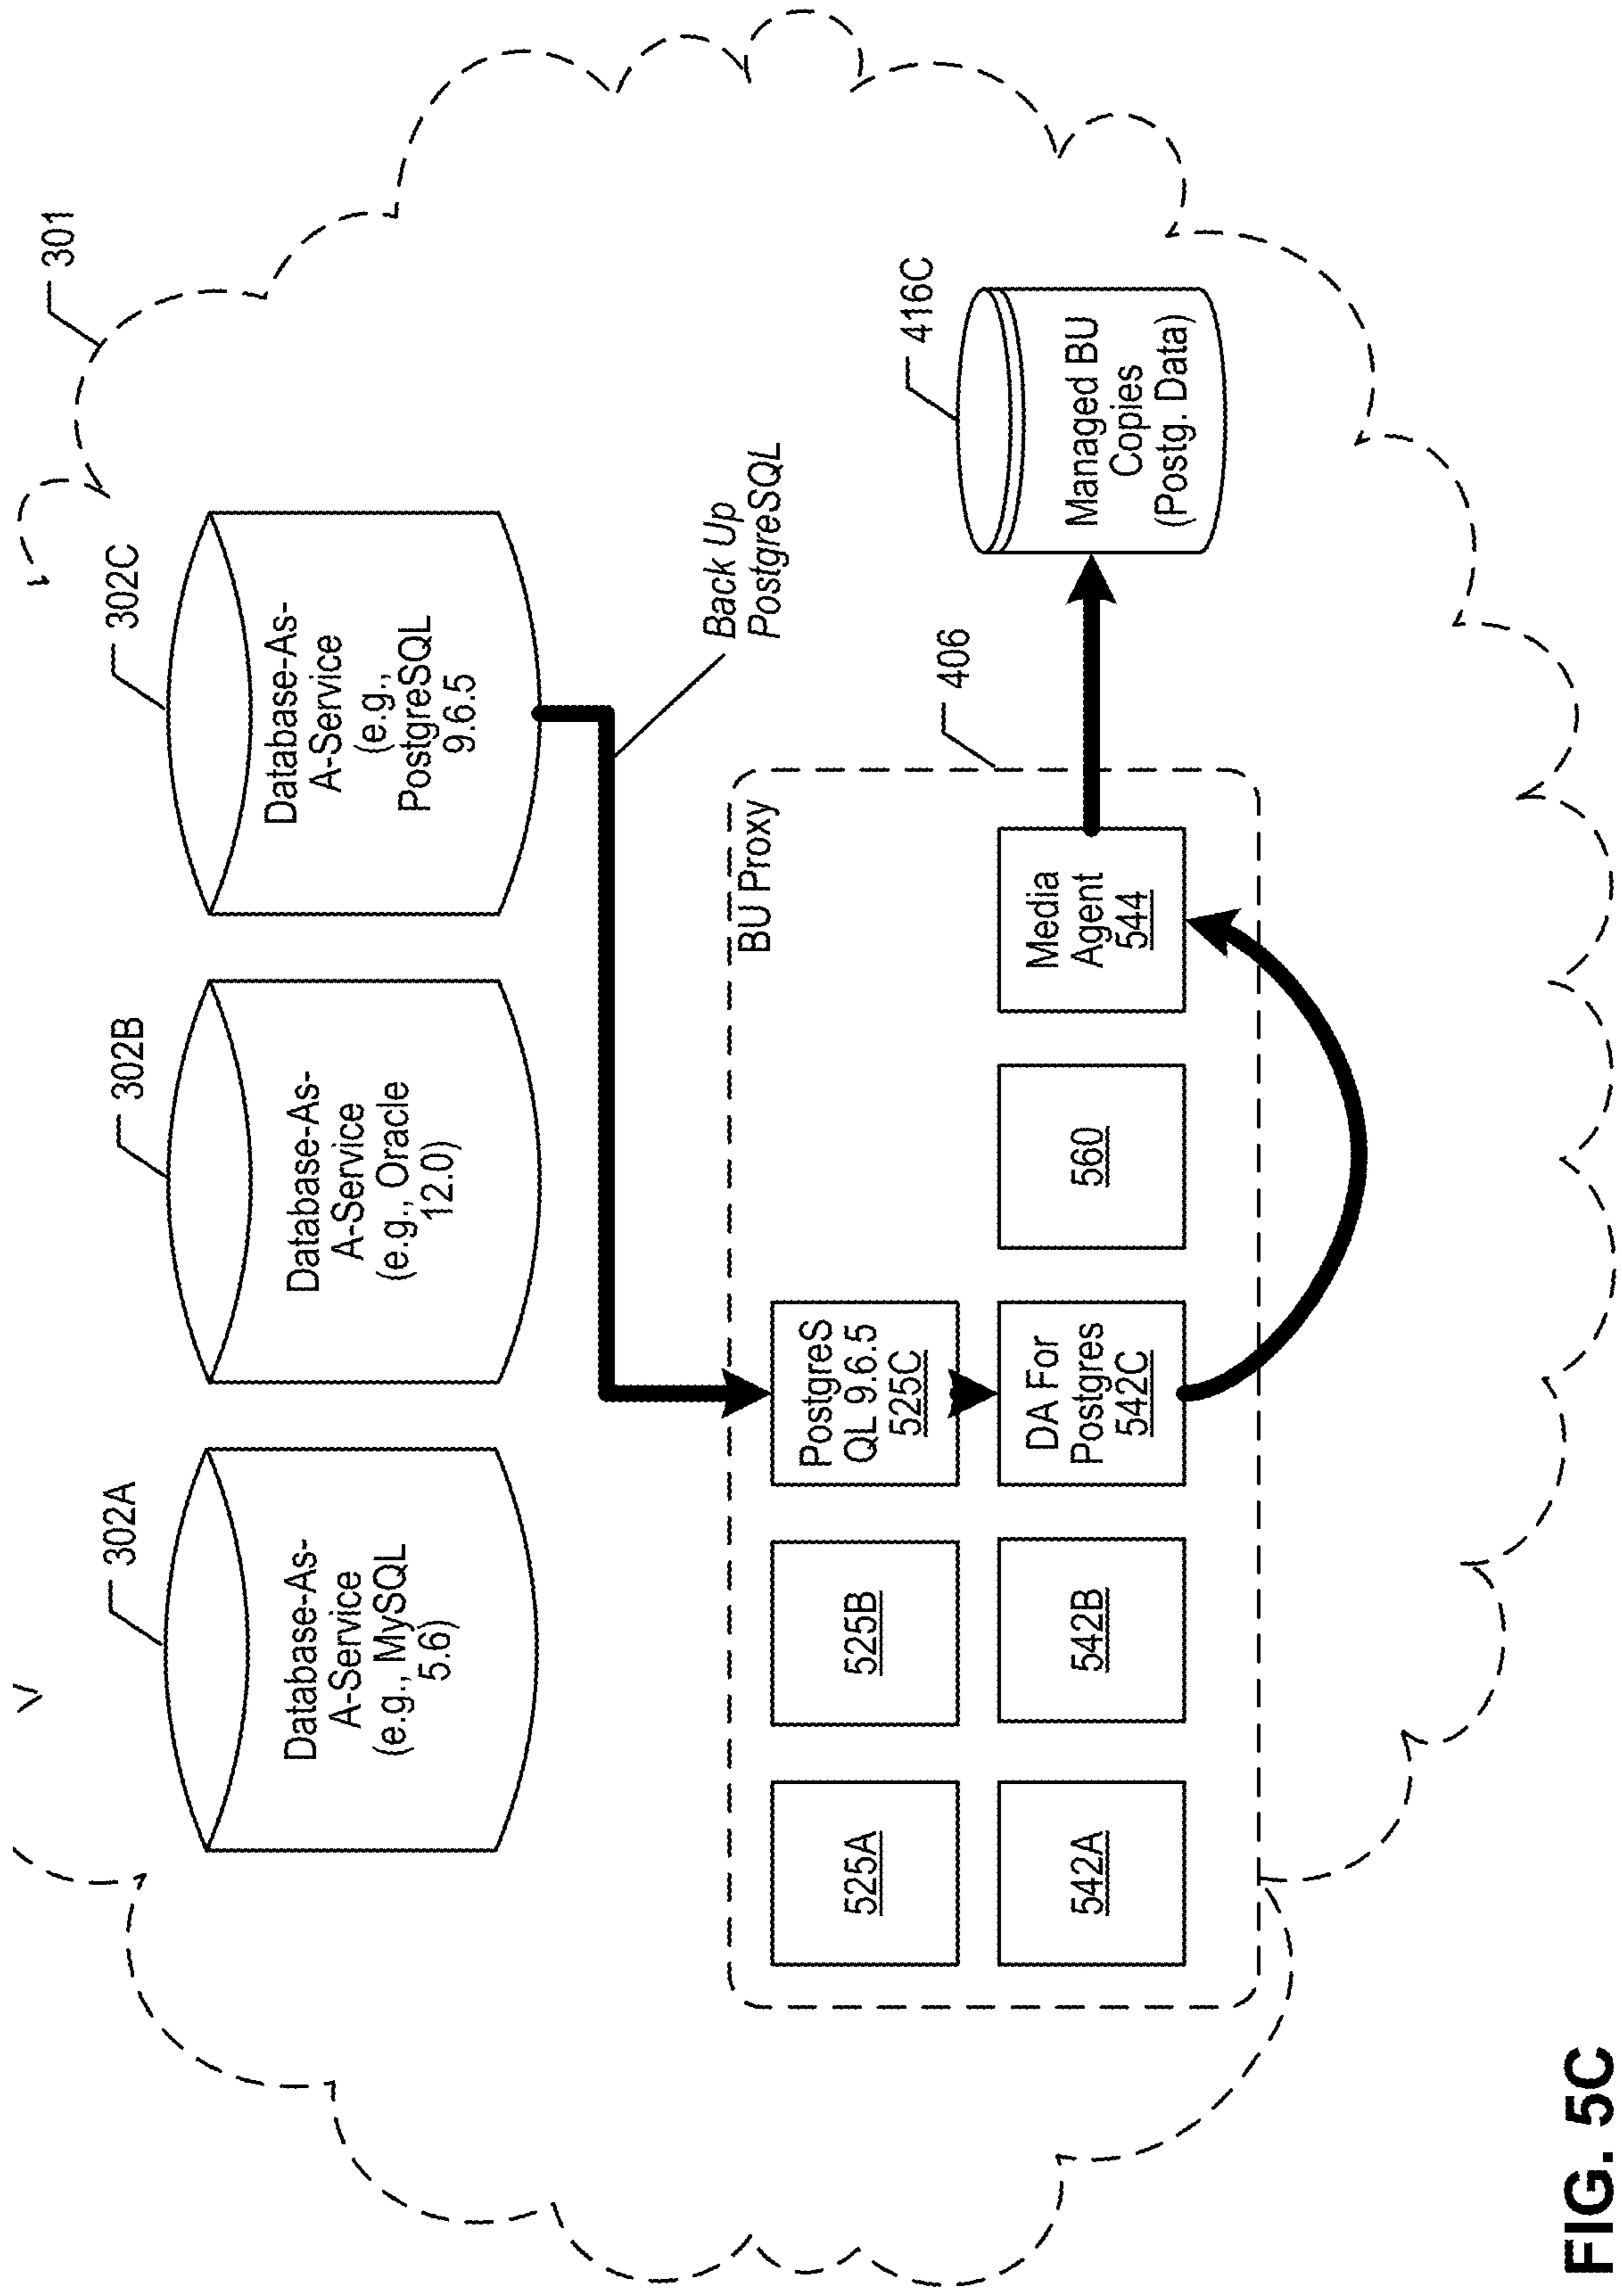 301
302A
302B
302C
Database-As-
A-Service
(e.g., MySQL
5.6)
Database-As-
A-Service
(e.g., Oracle
12.0)
Database-As-
A-Service
(e.g.,
PostgreSQL
9.6.5
Back Up
PostgreSQL
406
416C
BU Proxy
525A
525B
PostgreS
QL 9.6.5
525C
542A
542B
DA For
Postgres
542C
560
Media
Agent
544
Managed BU
Copies
(Postg. Data)
FIG. 5C